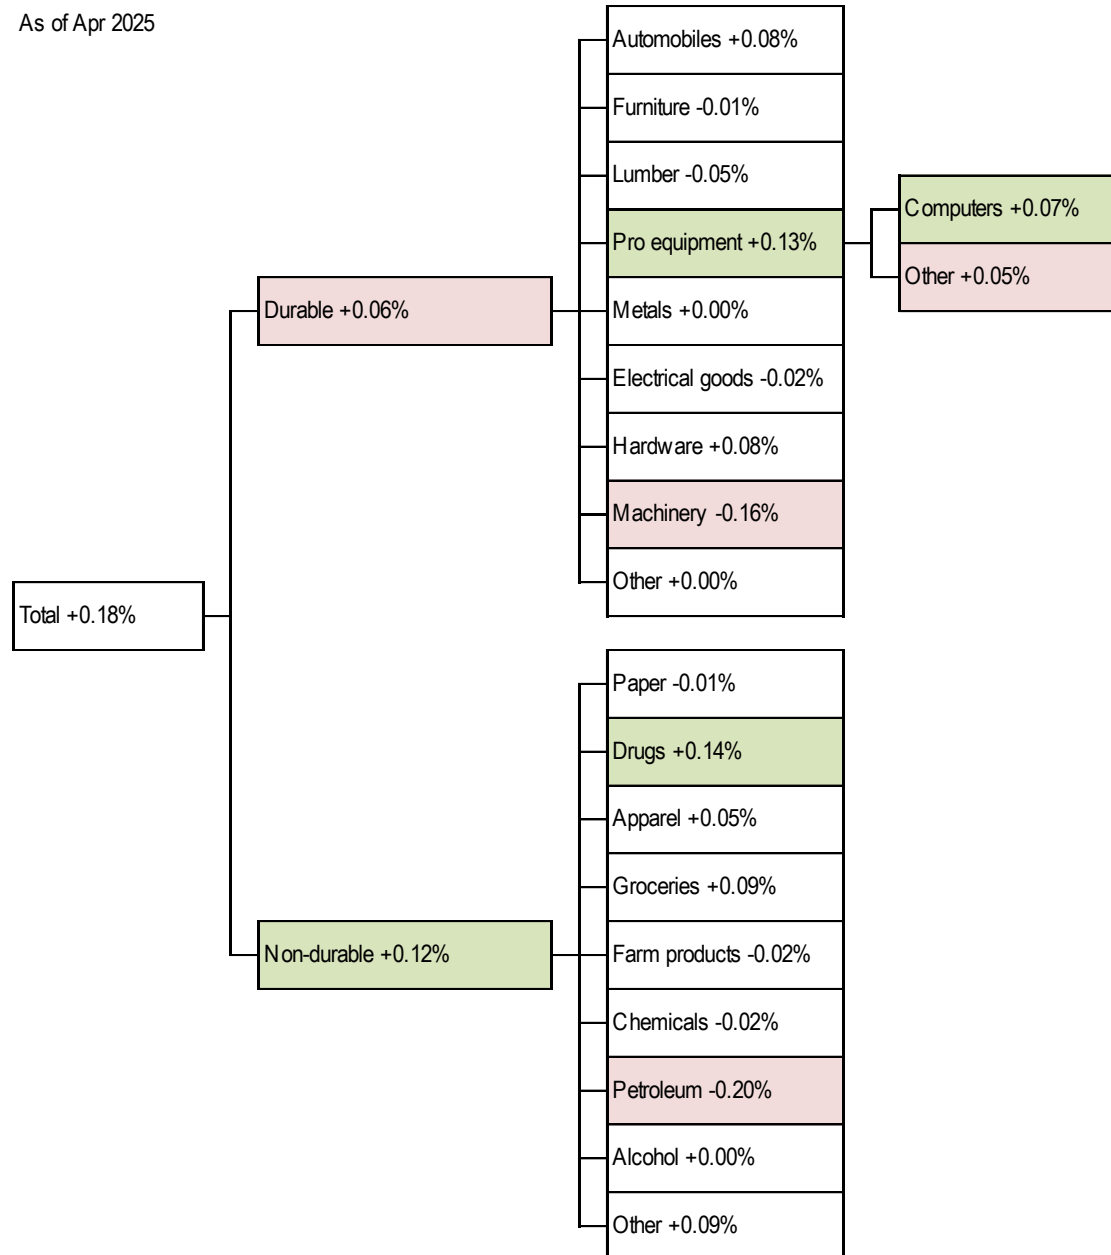 As of Apr 2025
Automobiles +0.08%
Furniture -0.01%
Lumber -0.05%
Pro equipment +0.13%
Computers +0.07%
Other +0.05%
Durable +0.06%
Metals +0.00%
Electrical goods -0.02%
Hardware +0.08%
Machinery -0.16%
Other +0.00%
Total +0.18%
Paper -0.01%
Drugs +0.14%
Apparel +0.05%
Groceries +0.09%
Non-durable +0.12%
Farm products -0.02%
Chemicals -0.02%
Petroleum -0.20%
Alcohol +0.00%
Other +0.09%